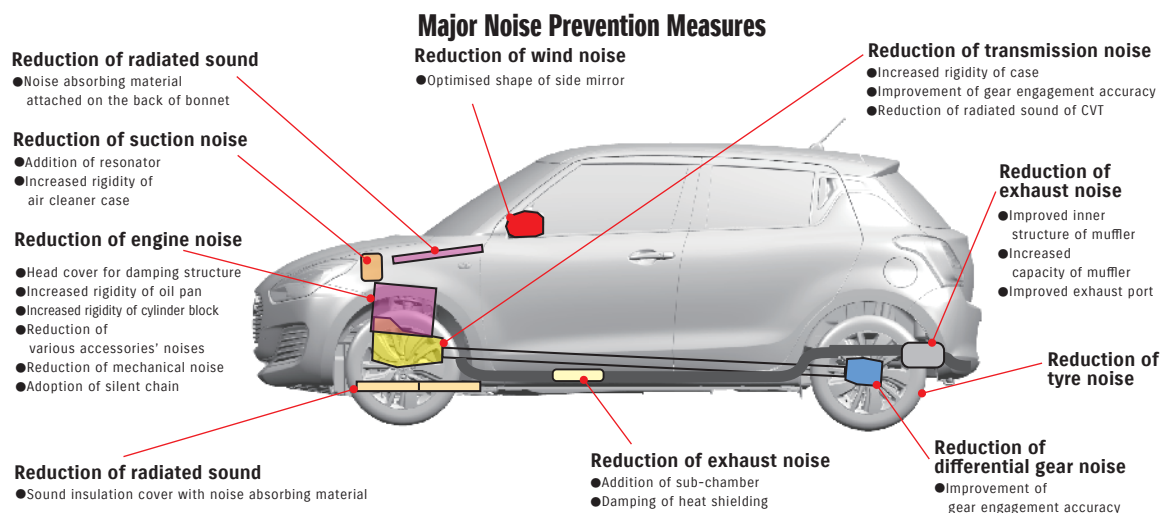 Major Noise Prevention Measures
Reduction of radiated sound
●Noise absorbing material
attached on the back of bonnet
Reduction of wind noise
●Optimised shape of side mirror
Reduction of transmission noise
●Increased rigidity of case
●Improvement of gear engagement accuracy
●Reduction of radiated sound of CVT
Reduction of suction noise
●Addition of resonator
●Increased rigidity of
air cleaner case
Reduction of
exhaust noise
●Improved inner
structure of muffler
●Increased
capacity of muffler
●Improved exhaust port
Reduction of engine noise
●Head cover for damping structure
●Increased rigidity of oil pan
●Increased rigidity of cylinder block
●Reduction of
various accessories' noises
●Reduction of mechanical noise
●Adoption of silent chain
Reduction of
tyre noise
Reduction of radiated sound
●Sound insulation cover with noise absorbing material
Reduction of exhaust noise
●Addition of sub-chamber
●Damping of heat shielding
Reduction of
differential gear noise
●Improvement of
gear engagement accuracy